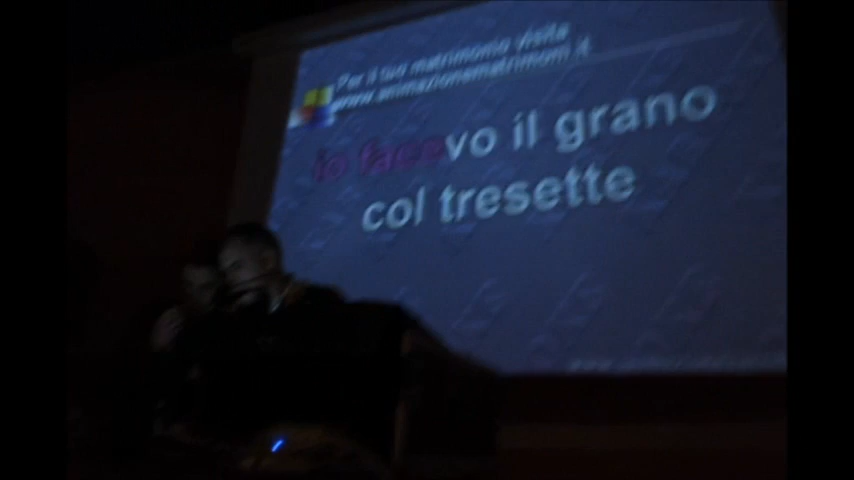 Per il tuo matrimonio visita
www.animazionematrimoni.it
io facevo il grano
col tresette